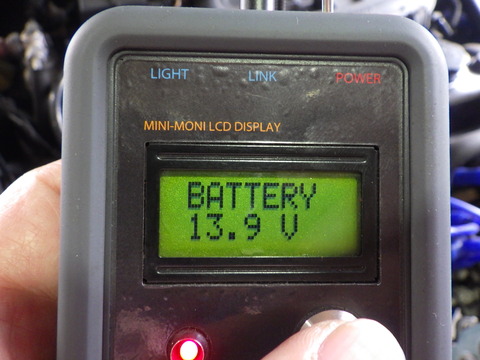 LIGHT LINK POWER
MINI-MONI LCD DISPLAY
BATTERY
13.9 V